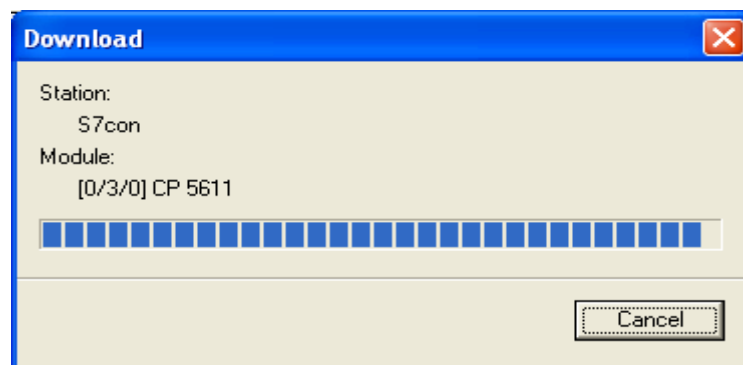 Download
Station:
S7con
Module:
[0/3/0] CP 5611
Cancel